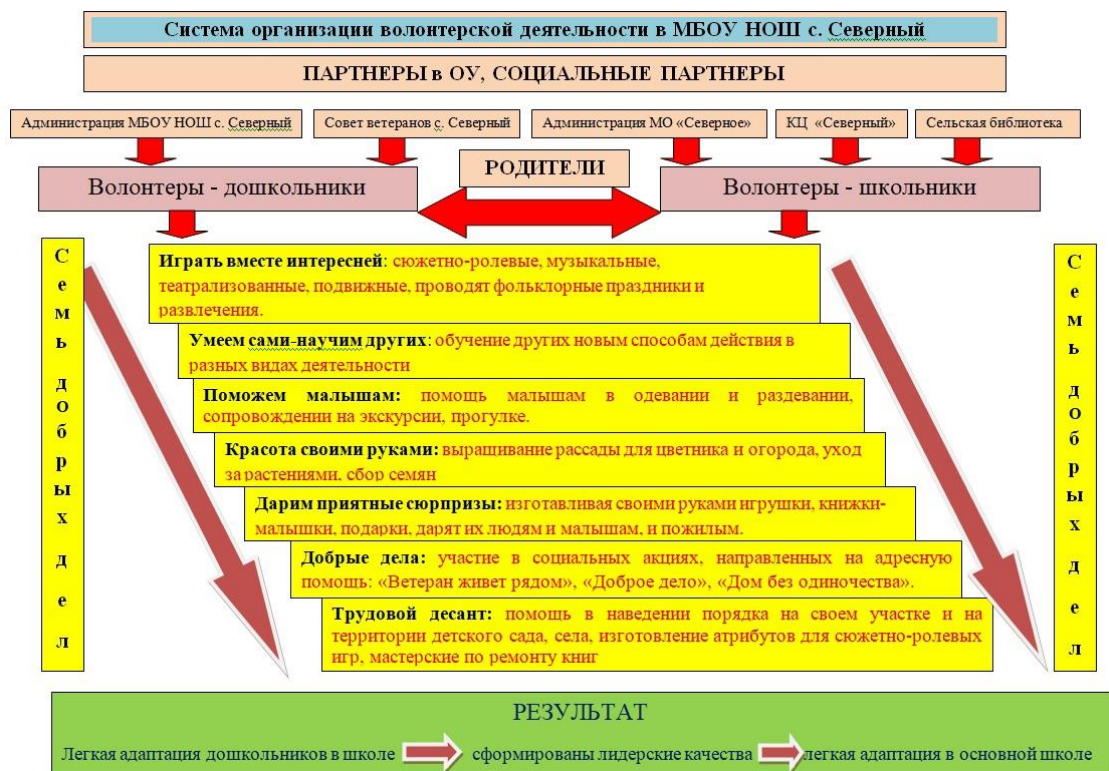 Система организации волонтерской деятельности в МБОУ НОШ с. Северный
ПАРТНЕРЫ в ОУ, СОЦИАЛЬНЫЕ ПАРТНЕРЫ
Администрация МБОУ НОШ с. Северный
Совет ветеранов с. Северный
Администрация МО «Северное»
КЦ «Северный»
Сельская библиотека
РОДИТЕЛИ
Волонтеры - дошкольники
Волонтеры - школьники
Семь добрых дел
Играть вместе интересней: сюжетно-ролевые, музыкальные,
театрализованные, подвижные, проводят фольклорные праздники и
развлечения.
Умеем сами-научим других: обучение других новым способам действия в
разных видах деятельности
Поможем малышам: помощь малышам в одевании и раздевании,
сопровождении на экскурсии, прогулке.
Красота своими руками: выращивание рассады для цветника и огорода, уход
за растениями, сбор семян
Дарим приятные сюрпризы: изготавливая своими руками игрушки, книжки-
малышки, подарки, дарят их людям и малышам, и пожилым.
Добрые дела: участие в социальных акциях, направленных на адресную
помощь: «Ветеран живет рядом», «Доброе дело», «Дом без одиночества».
Трудовой десант: помощь в наведении порядка на своем участке и на
территории детского сада, села, изготовление атрибутов для сюжетно-ролевых
игр, мастерские по ремонту книг
Семь добрых дел
РЕЗУЛЬТАТ
Легкая адаптация дошкольников в школе
сформированы лидерские качества
легкая адаптация в основной школе